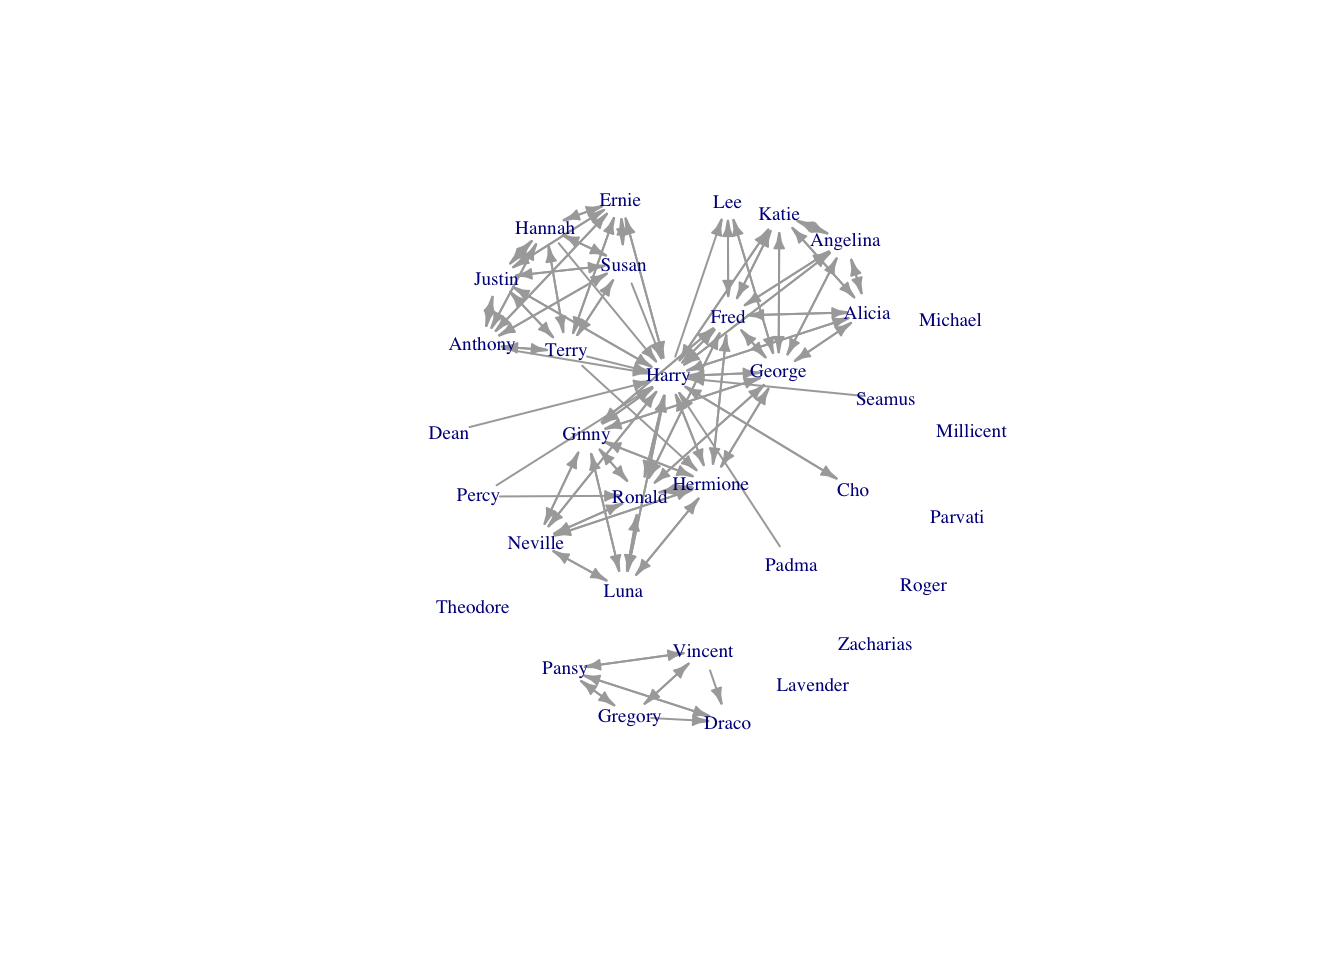 Ernie
Lee
Katie
Hannah
Angelina
Susan
Justin
Alicia
Fred
Michael
Anthony
Terry
Harry
George
Seamus
Dean
Ginny
Millicent
Hermione
Cho
Percy
Ronald
Parvati
Neville
Padma
Roger
Luna
Theodore
Zacharias
Vincent
Pansy
Lavender
Gregory
Draco